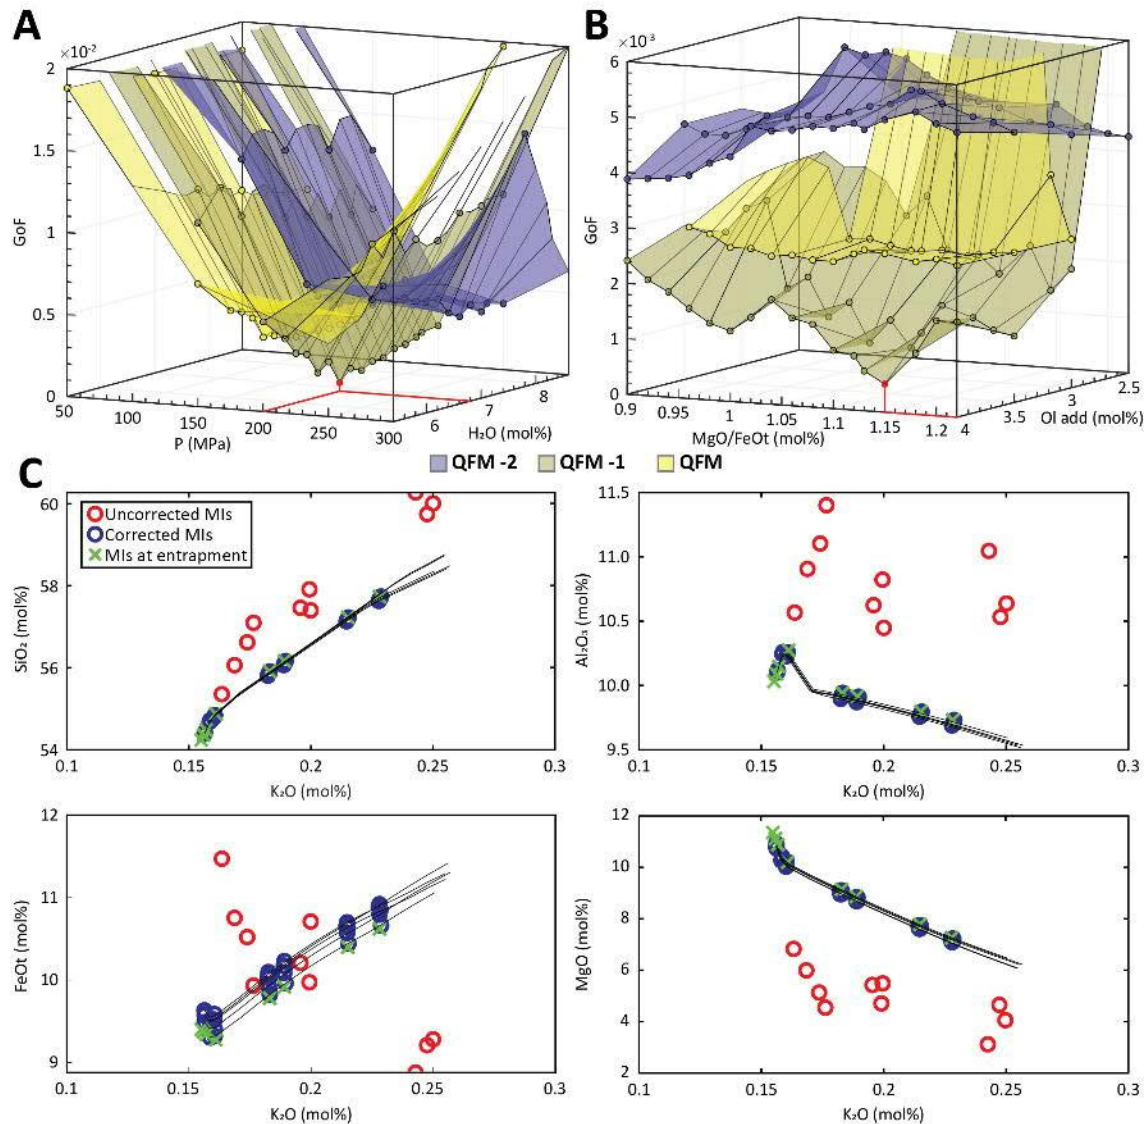 A
×10⁻²
2
1.5
1
0.5
0
GoF
50
100
150
200
250
300
P (MPa)
6
7
8
H₂O (mol%)
B
×10⁻³
6
5
4
3
2
1
0
GoF
0.9
0.95
1
1.05
1.1
1.15
1.2
MgO/FeOt (mol%)
4
3.5
3
2.5
Ol add (mol%)
QFM -2 QFM -1 QFM
C
Uncorrected MIs
Corrected MIs
MIs at entrapment
60
58
56
54
SiO₂ (mol%)
0.1 0.15 0.2 0.25 0.3
K₂O (mol%)
11.5
11.0
10.5
10.0
9.5
Al₂O₃ (mol%)
0.1 0.15 0.2 0.25 0.3
K₂O (mol%)
12
11
10
9
FeOt (mol%)
0.1 0.15 0.2 0.25 0.3
K₂O (mol%)
12
10
8
6
4
2
MgO (mol%)
0.1 0.15 0.2 0.25 0.3
K₂O (mol%)